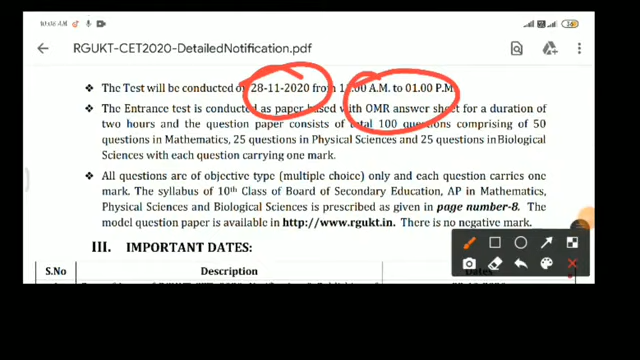 10:06 AM
RGUKT-CET2020-DetailedNotification.pdf
❖ The Test will be conducted on 28-11-2020 from 11.00 A.M. to 01.00 P.M.
❖ The Entrance test is conducted as paper based with OMR answer sheet for a duration of
two hours and the question paper consists of total 100 questions comprising of 50
questions in Mathematics, 25 questions in Physical Sciences and 25 questions in Biological
Sciences with each question carrying one mark.
❖ All questions are of objective type (multiple choice) only and each question carries one
mark. The syllabus of 10th Class of Board of Secondary Education, AP in Mathematics,
Physical Sciences and Biological Sciences is prescribed as given in page number-8. The
model question paper is available in http://www.rgukt.in. There is no negative mark.
III. IMPORTANT DATES:
S.No Description Dates